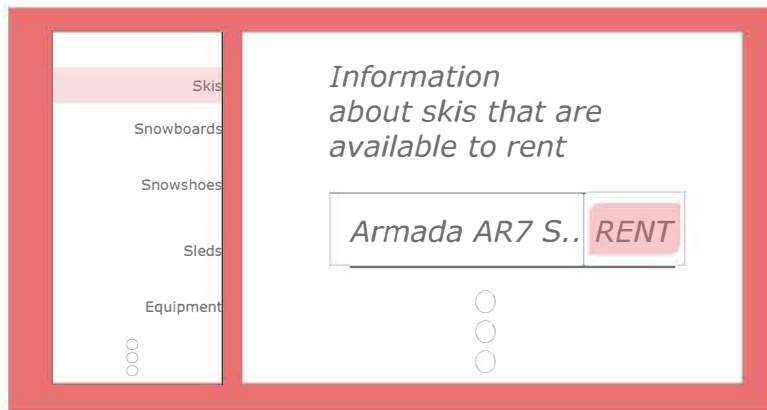 Skis
Snowboards
Snowshoes
Sleds
Equipment
Information
about skis that are
available to rent
Armada AR7 S.. RENT